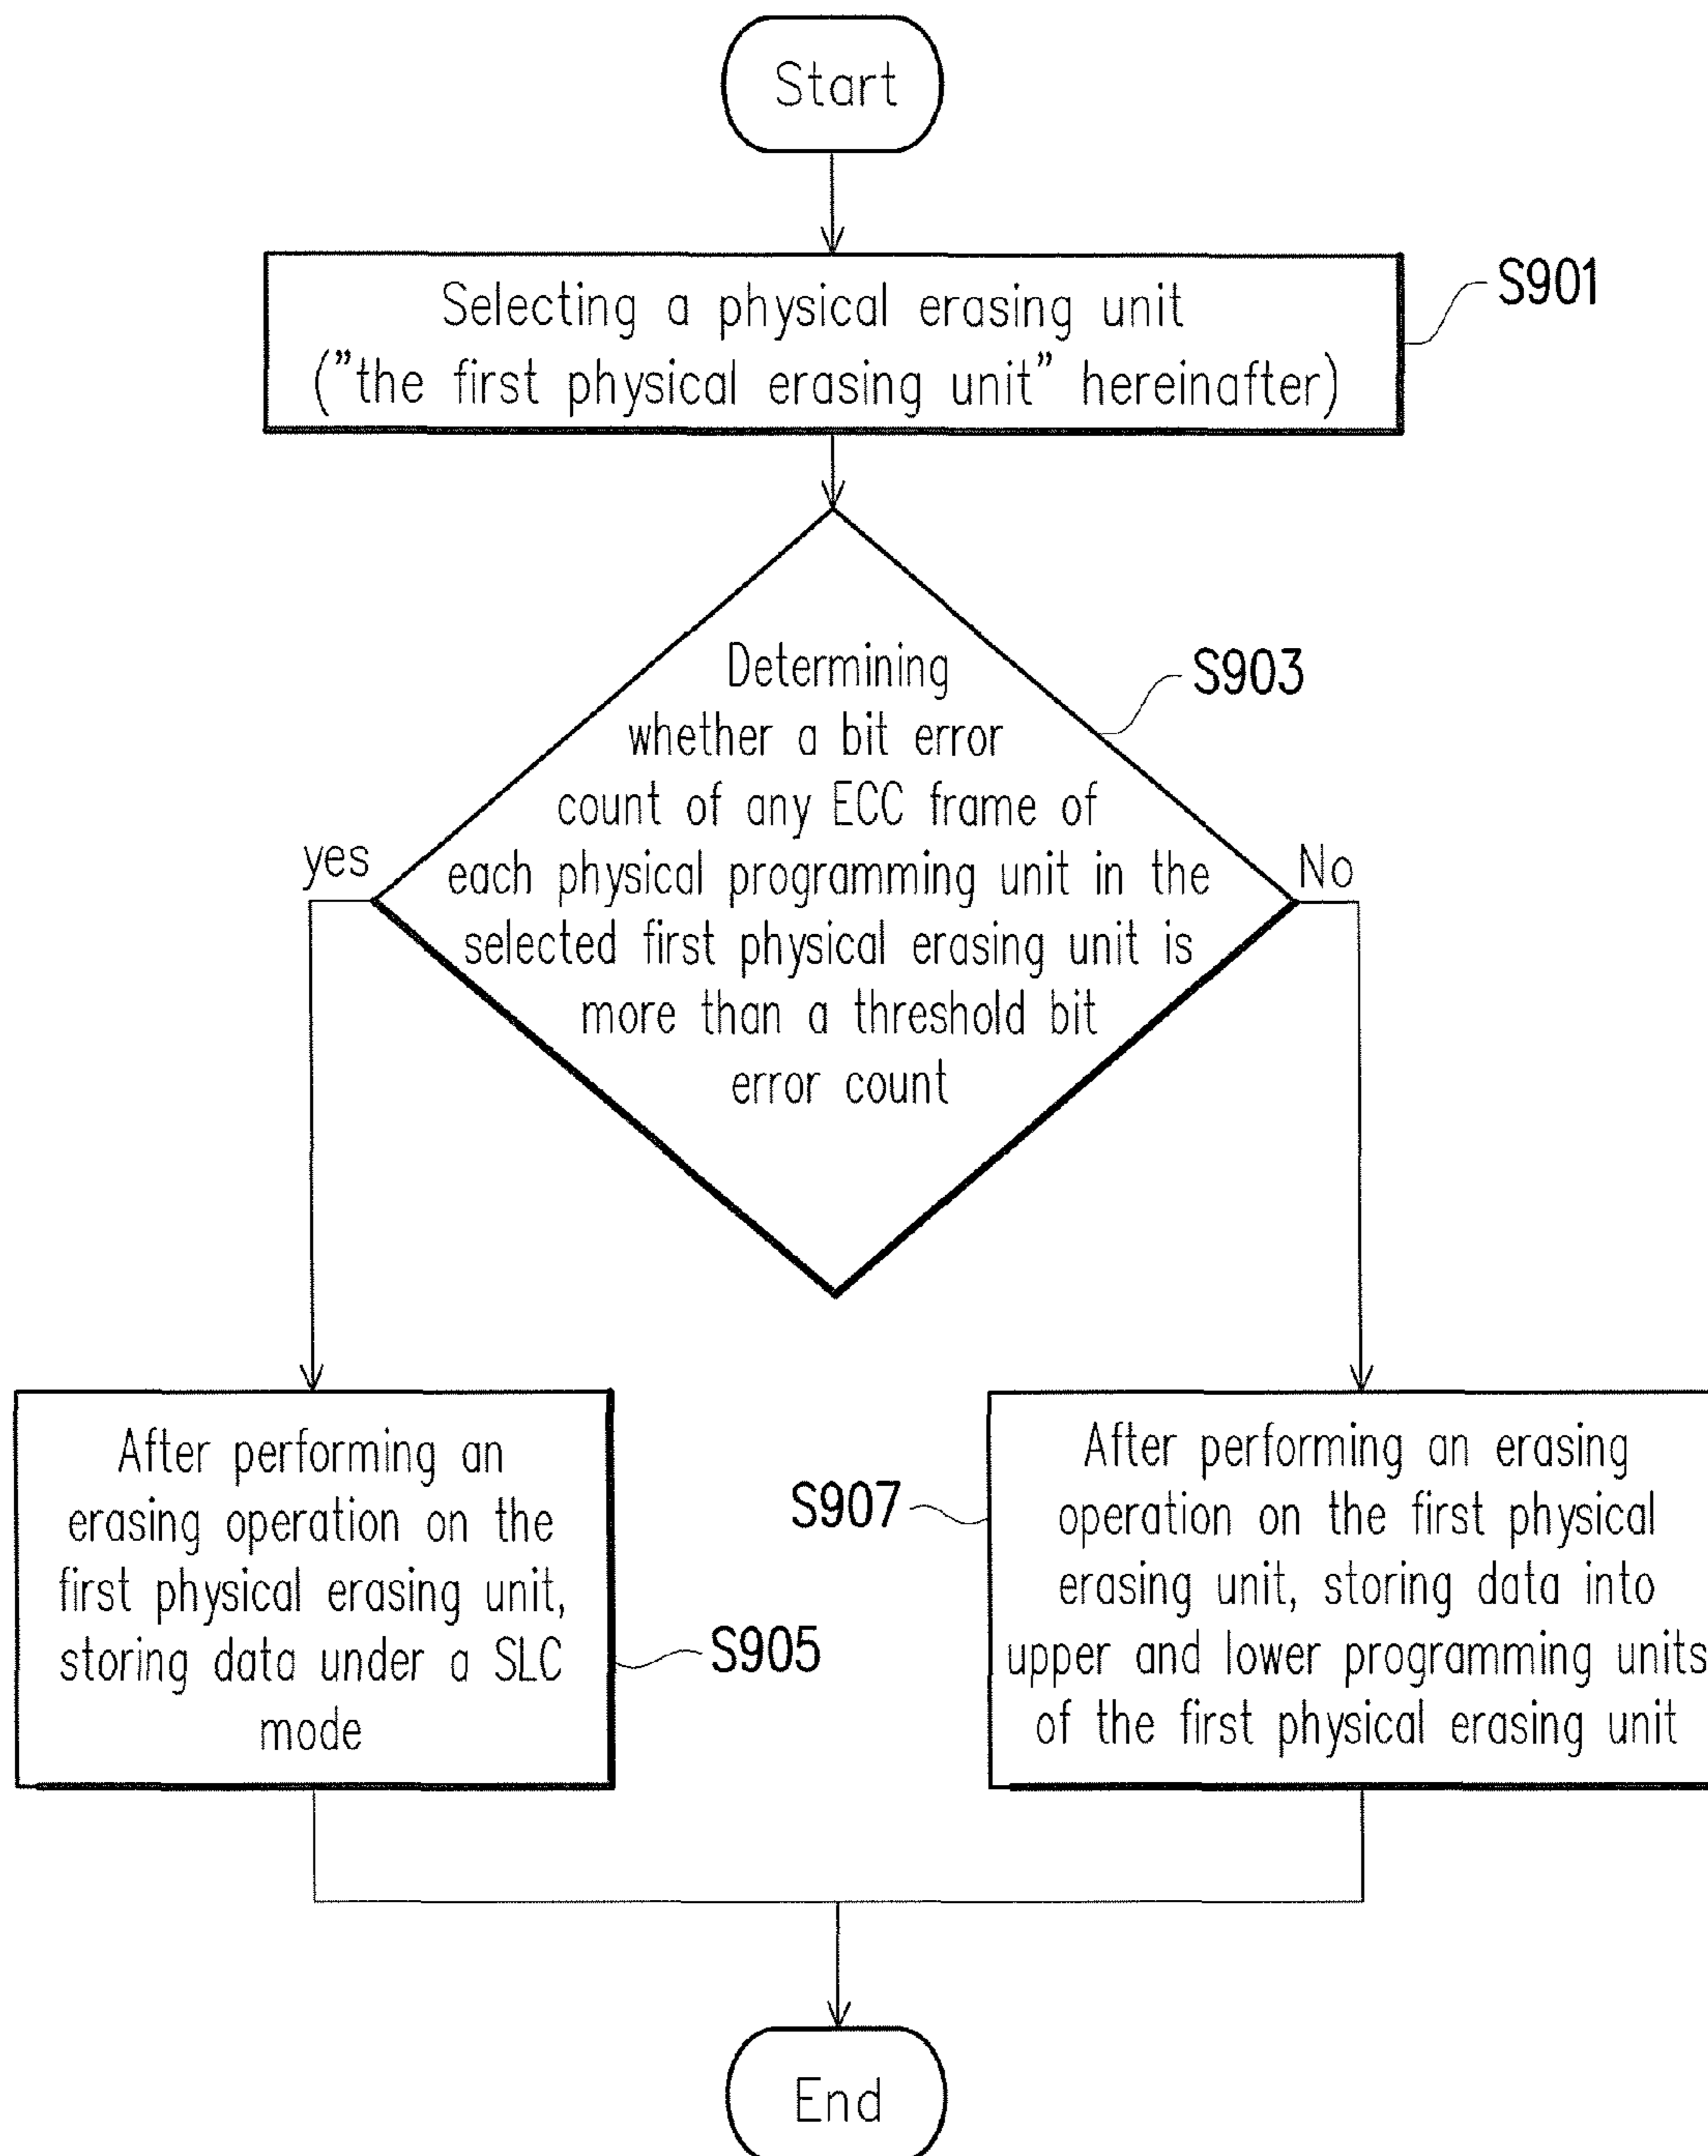 Start
Selecting a physical erasing unit
("the first physical erasing unit" hereinafter)
S901
Determining
whether a bit error
count of any ECC frame of
each physical programming unit in the
selected first physical erasing unit is
more than a threshold bit
error count
S903
yes
No
After performing an
erasing operation on the
first physical erasing unit,
storing data under a SLC
mode
S905
After performing an erasing
operation on the first physical
erasing unit, storing data into
upper and lower programming units
of the first physical erasing unit
S907
End